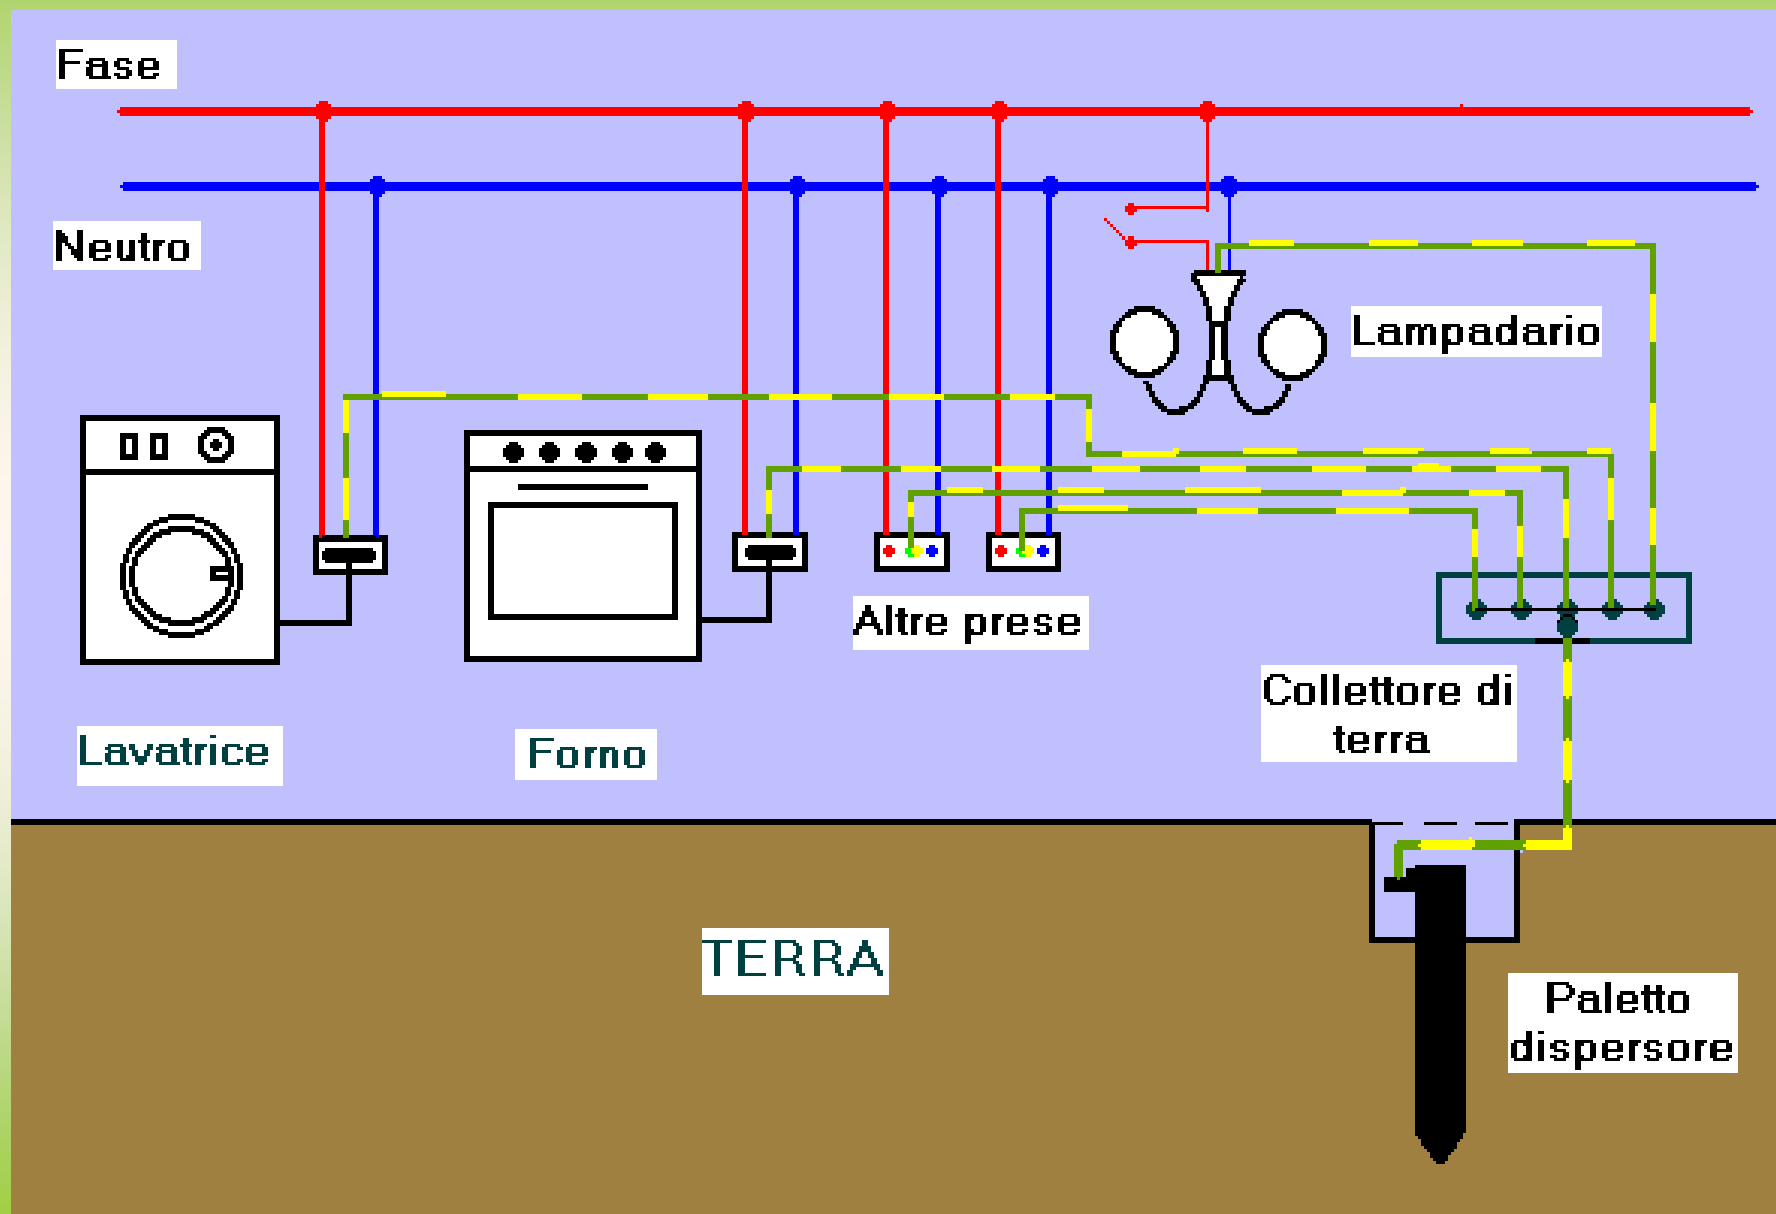 Fase
Neutro
Lampadario
Altre prese
Collettore di
terra
Lavatrice
Forno
TERRA
Paletto
dispersore